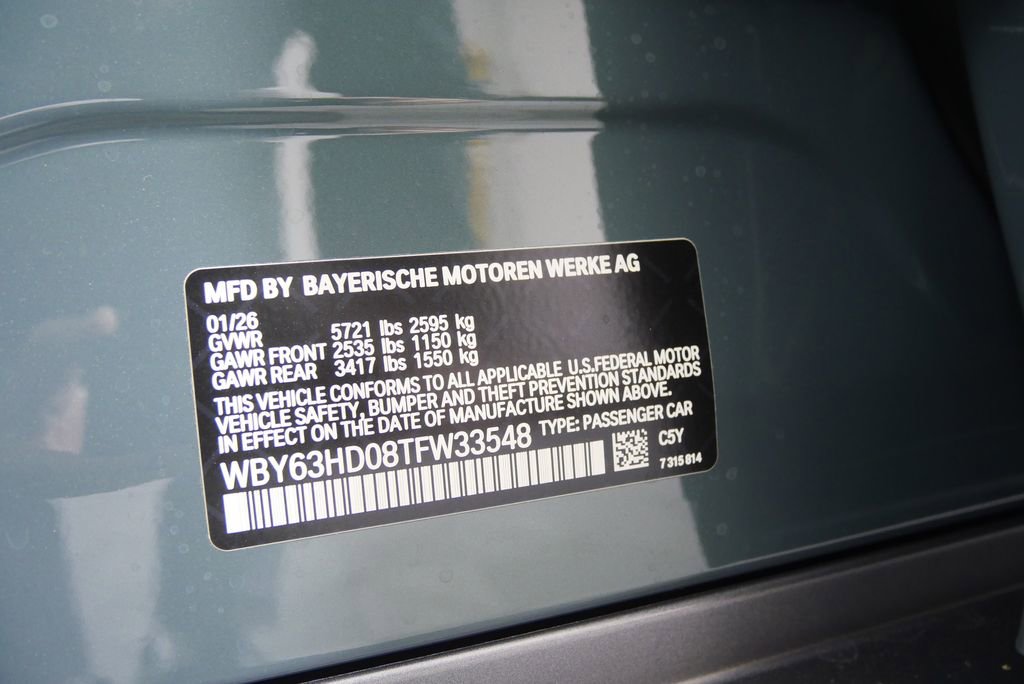 MFD BY BAYERISCHE MOTOREN WERKE AG
01/26
GVWR 5721 lbs 2595 kg
GAWR FRONT 2535 lbs 1150 kg
GAWR REAR 3417 lbs 1550 kg
THIS VEHICLE CONFORMS TO ALL APPLICABLE U.S.FEDERAL MOTOR
VEHICLE SAFETY, BUMPER AND THEFT PREVENTION STANDARDS
IN EFFECT ON THE DATE OF MANUFACTURE SHOWN ABOVE.
WBY63HD08TFW33548 TYPE: PASSENGER CAR
C5Y
7 315 814